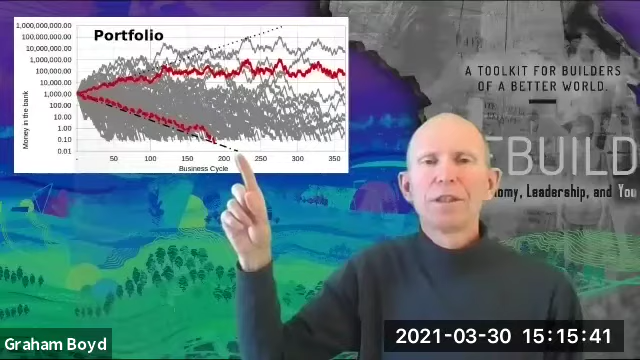 Portfolio
1,000,000,000.00
100,000,000.00
10,000,000.00
1,000,000.00
100,000.00
10,000.00
1,000.00
100.00
10.00
1.00
0.10
0.01
Money in the bank
50 100 150 200 250 300 350
Business Cycle
A TOOLKIT FOR BUILDERS
OF A BETTER WORLD.
EBUILD
omy, Leadership, and You
Graham Boyd
2021-03-30 15:15:41